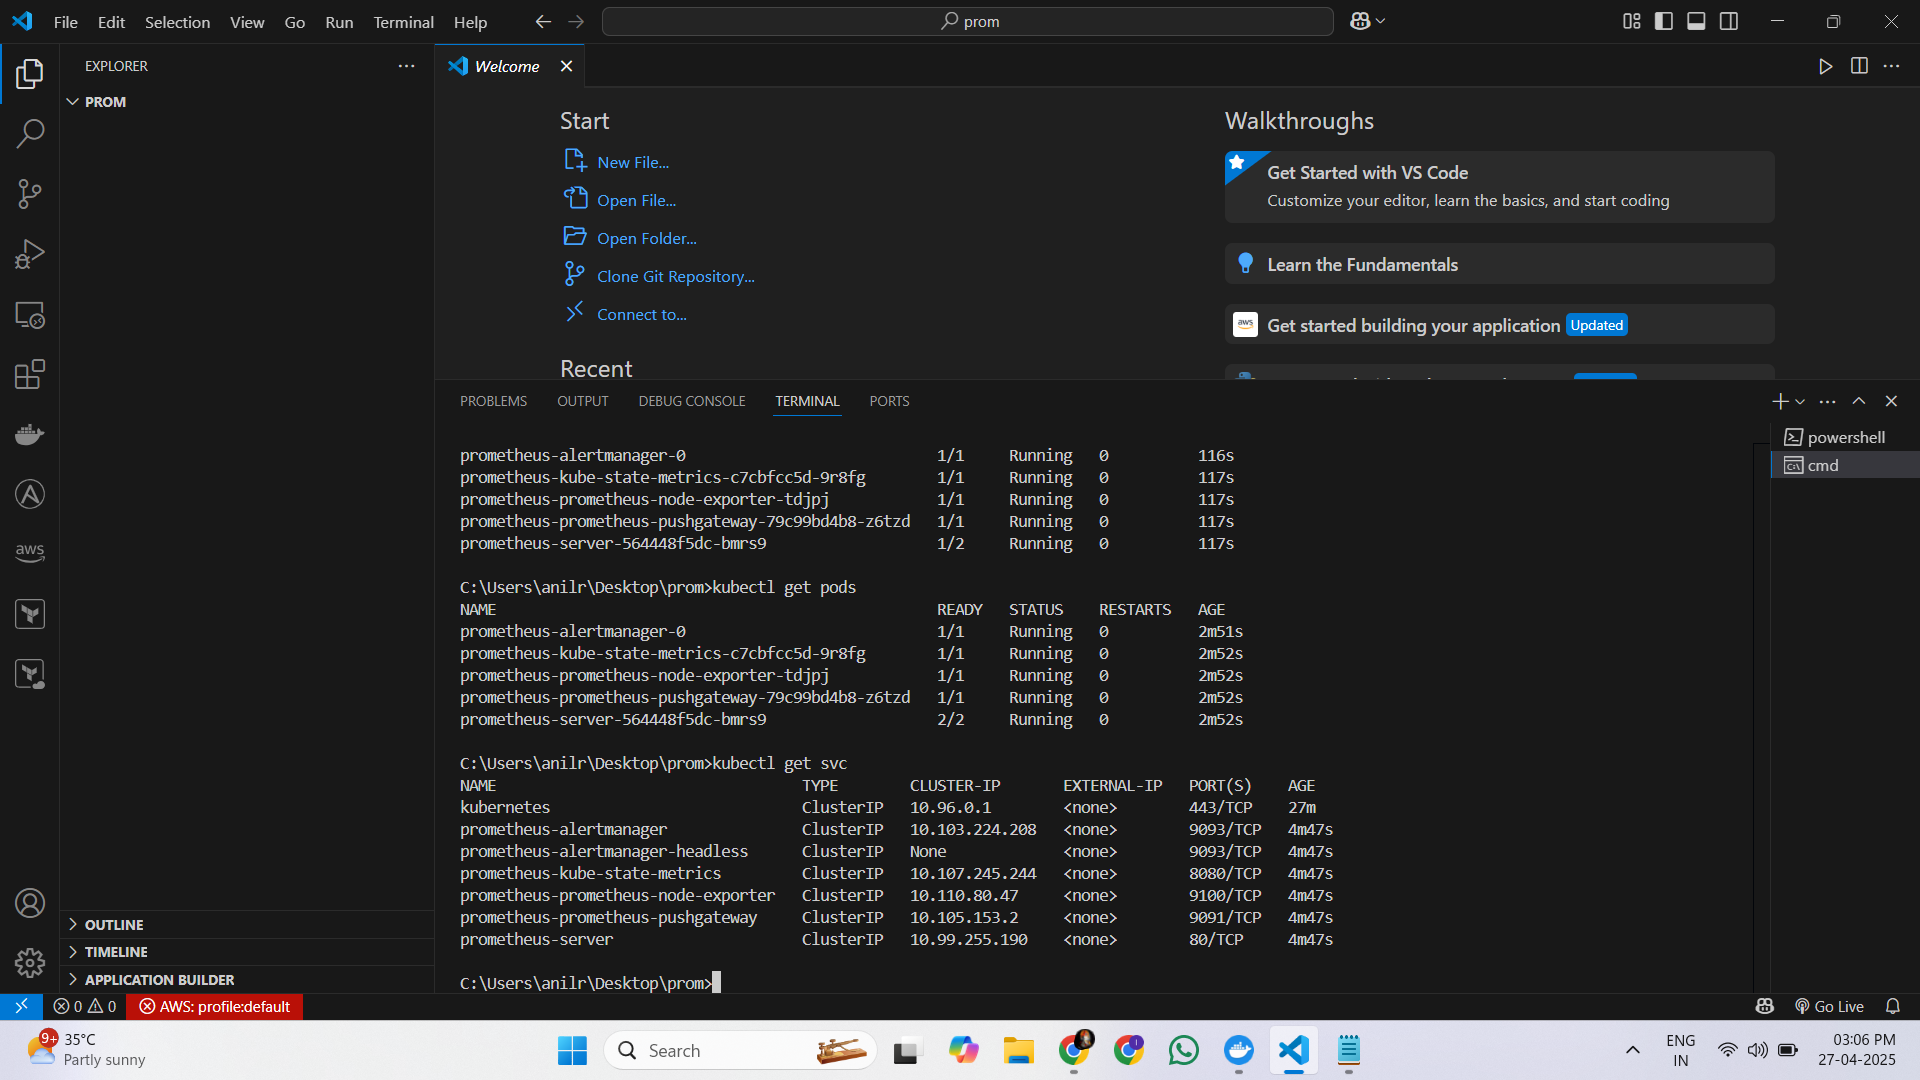 File Edit Selection View Go Run Terminal Help
prom
EXPLORER
PROM
Welcome
Start
New File...
Open File...
Open Folder...
Clone Git Repository...
Connect to...
Recent
Walkthroughs
Get Started with VS Code
Customize your editor, learn the basics, and start coding
Learn the Fundamentals
aws
Get started building your application Updated
PROBLEMS OUTPUT DEBUG CONSOLE TERMINAL PORTS
powershell
cmd
prometheus-alertmanager-0 1/1 Running 0 116s
prometheus-kube-state-metrics-c7cbfcc5d-9r8fg 1/1 Running 0 117s
prometheus-prometheus-node-exporter-tdjpj 1/1 Running 0 117s
prometheus-prometheus-pushgateway-79c99bd4b8-z6tzd 1/1 Running 0 117s
prometheus-server-564448f5dc-bmrs9 1/2 Running 0 117s
C:\Users\anilr\Desktop\prom>kubectl get pods
NAME READY STATUS RESTARTS AGE
prometheus-alertmanager-0 1/1 Running 0 2m51s
prometheus-kube-state-metrics-c7cbfcc5d-9r8fg 1/1 Running 0 2m52s
prometheus-prometheus-node-exporter-tdjpj 1/1 Running 0 2m52s
prometheus-prometheus-pushgateway-79c99bd4b8-z6tzd 1/1 Running 0 2m52s
prometheus-server-564448f5dc-bmrs9 2/2 Running 0 2m52s
C:\Users\anilr\Desktop\prom>kubectl get svc
NAME TYPE CLUSTER-IP EXTERNAL-IP PORT(S) AGE
kubernetes ClusterIP 10.96.0.1 <none> 443/TCP 27m
prometheus-alertmanager ClusterIP 10.103.224.208 <none> 9093/TCP 4m47s
prometheus-alertmanager-headless ClusterIP None <none> 9093/TCP 4m47s
prometheus-kube-state-metrics ClusterIP 10.107.245.244 <none> 8080/TCP 4m47s
prometheus-prometheus-node-exporter ClusterIP 10.110.80.47 <none> 9100/TCP 4m47s
prometheus-prometheus-pushgateway ClusterIP 10.105.153.2 <none> 9091/TCP 4m47s
prometheus-server ClusterIP 10.99.255.190 <none> 80/TCP 4m47s
C:\Users\anilr\Desktop\prom>
aws
OUTLINE
TIMELINE
APPLICATION BUILDER
0 0 AWS: profile:default
Go Live
9+
35°C
Partly sunny
Search
ENG
IN
03:06 PM
27-04-2025